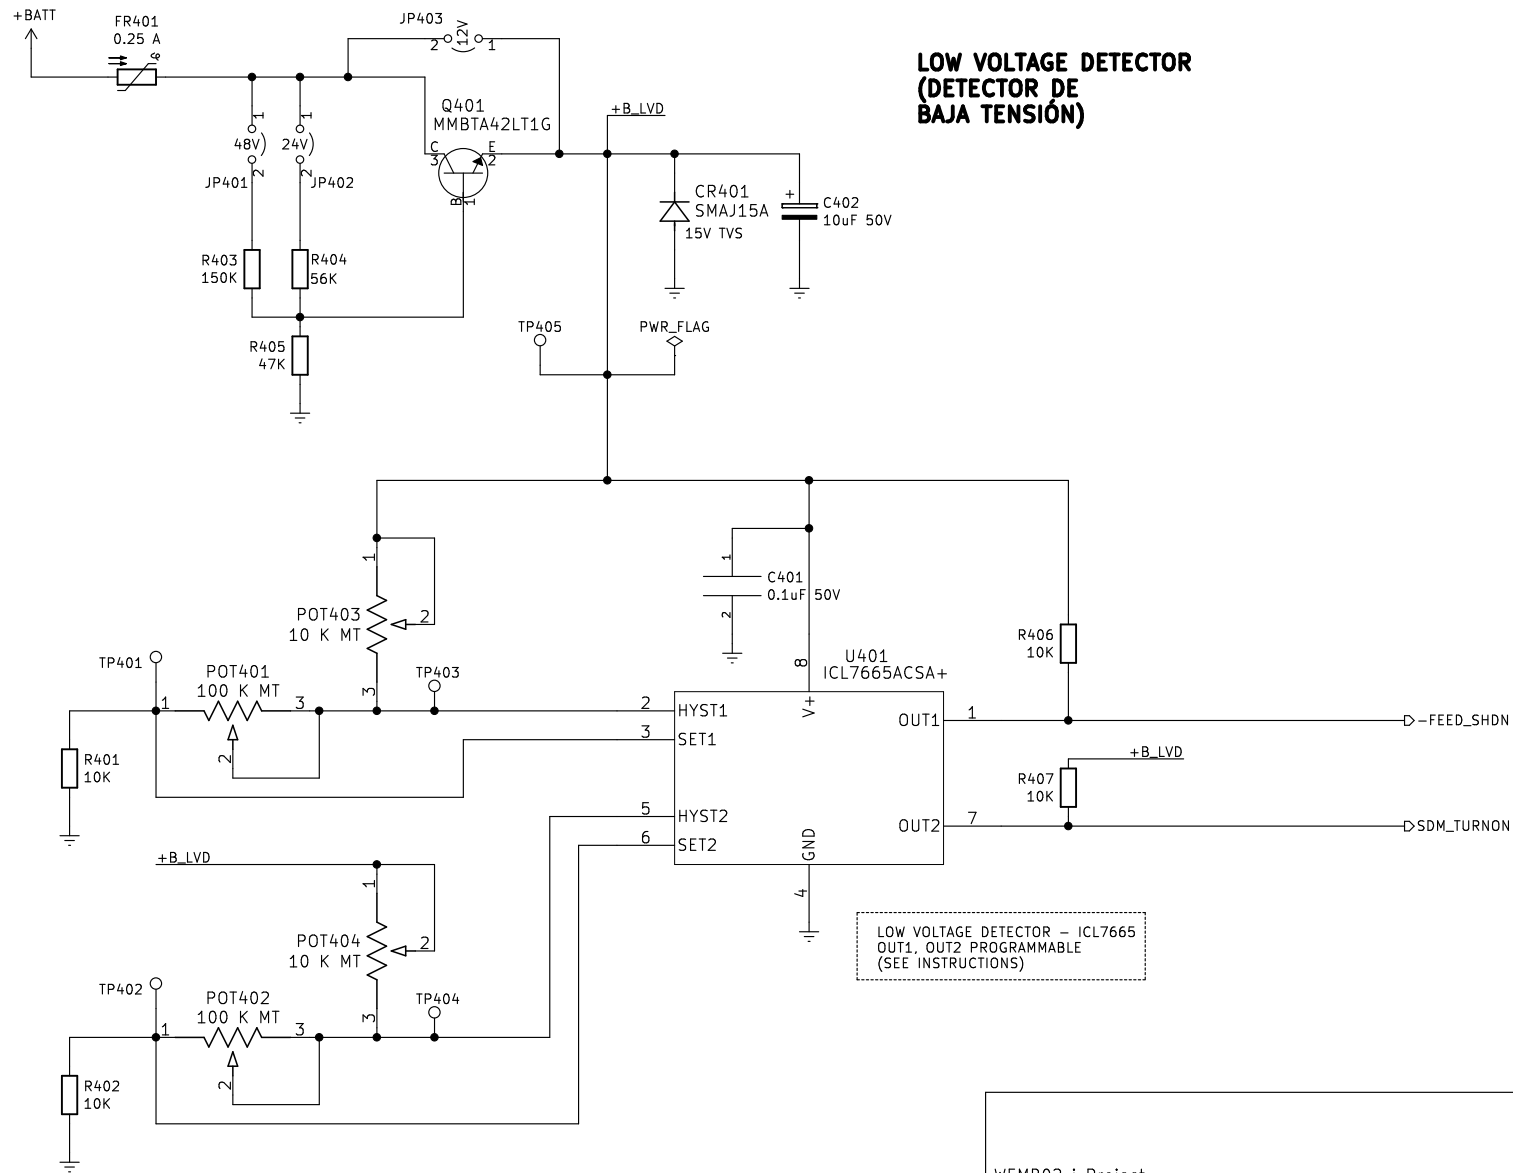 +BATT
FR401
0.25 A
JP403
12V
2
1
LOW VOLTAGE DETECTOR
(DETECTOR DE
BAJA TENSIÓN)
1
1
48V
24V
2
2
JP401
JP402
Q401
MMBTA42LT1G
C
3
E
2
B
1
+B_LVD
CR401
SMAJ15A
15V TVS
+
C402
10uF 50V
R403
150K
R404
56K
R405
47K
TP405
PWR_FLAG
1
POT403
10 K MT
2
3
TP401
POT401
100 K MT
1
3
2
TP403
R401
10K
1
C401
0.1uF 50V
2
8
U401
ICL7665ACSA+
V+
2
HYST1
3
SET1
5
HYST2
6
SET2
OUT1
1
OUT2
7
GND
4
R406
10K
-FEED_SHDN
+B_LVD
R407
10K
SDM_TURNON
+B_LVD
1
POT404
10 K MT
2
3
TP402
POT402
100 K MT
1
3
2
TP404
R402
10K
LOW VOLTAGE DETECTOR – ICL7665
OUT1, OUT2 PROGRAMMABLE
(SEE INSTRUCTIONS)